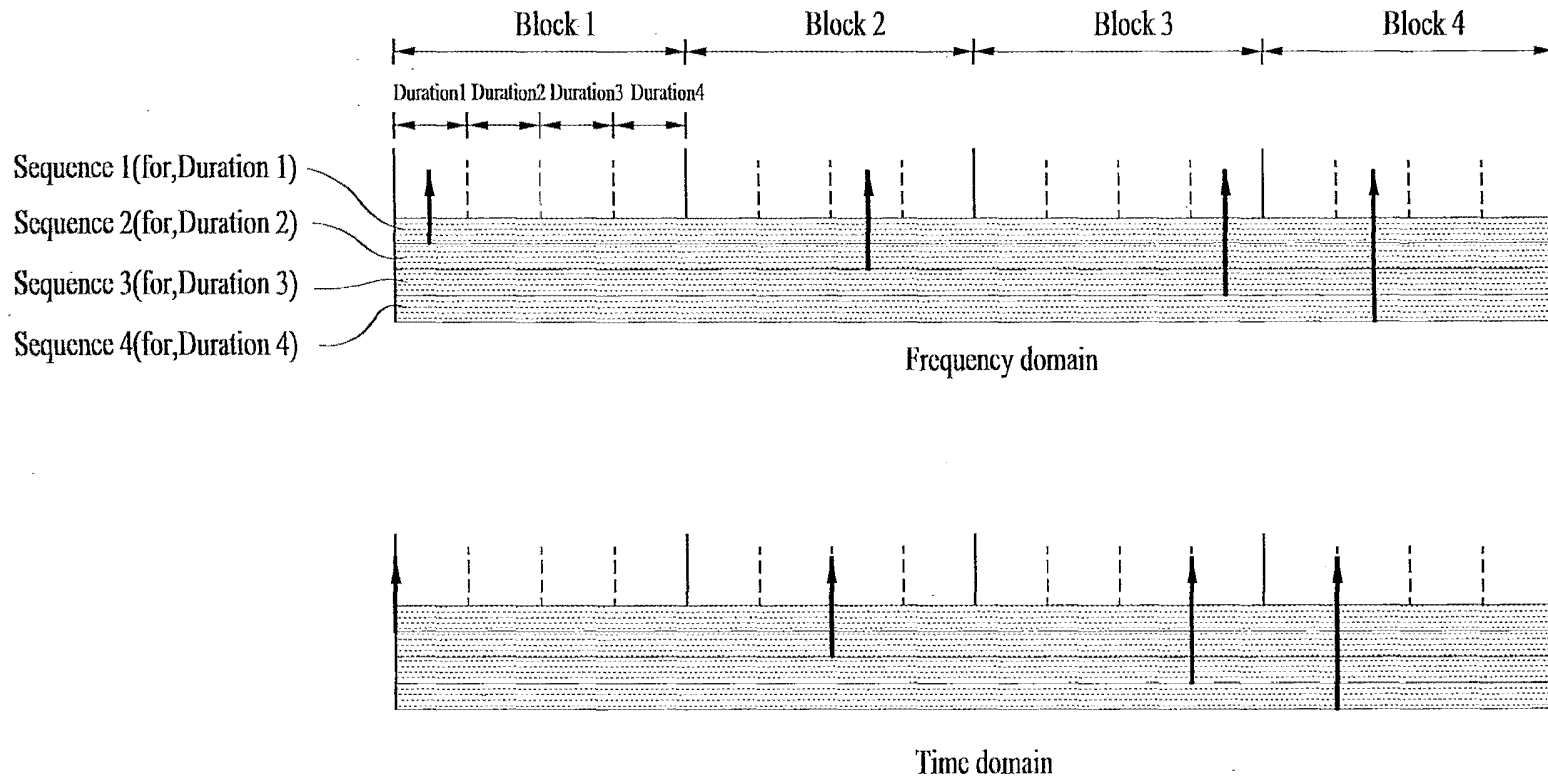 Block 1 Block 2 Block 3 Block 4
Duration1 Duration2 Duration3 Duration4
Sequence 1(for,Duration 1)
Sequence 2(for,Duration 2)
Sequence 3(for,Duration 3)
Sequence 4(for,Duration 4)
Frequency domain
Time domain